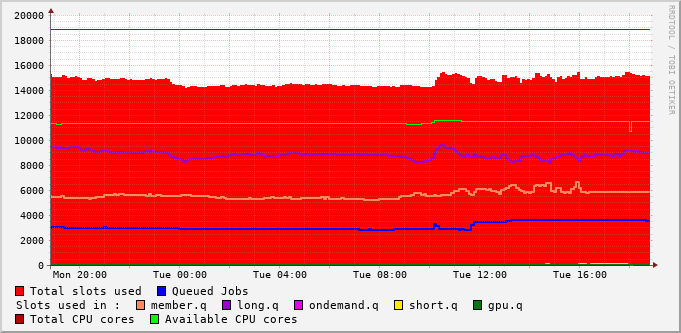 RRDTOOL / TOBI OETIKER
20000
18000
16000
14000
12000
10000
8000
6000
4000
2000
0
Mon 20:00 Tue 00:00 Tue 04:00 Tue 08:00 Tue 12:00 Tue 16:00
Total slots used Queued Jobs
Slots used in : member.q long.q ondemand.q short.q gpu.q
Total CPU cores Available CPU cores